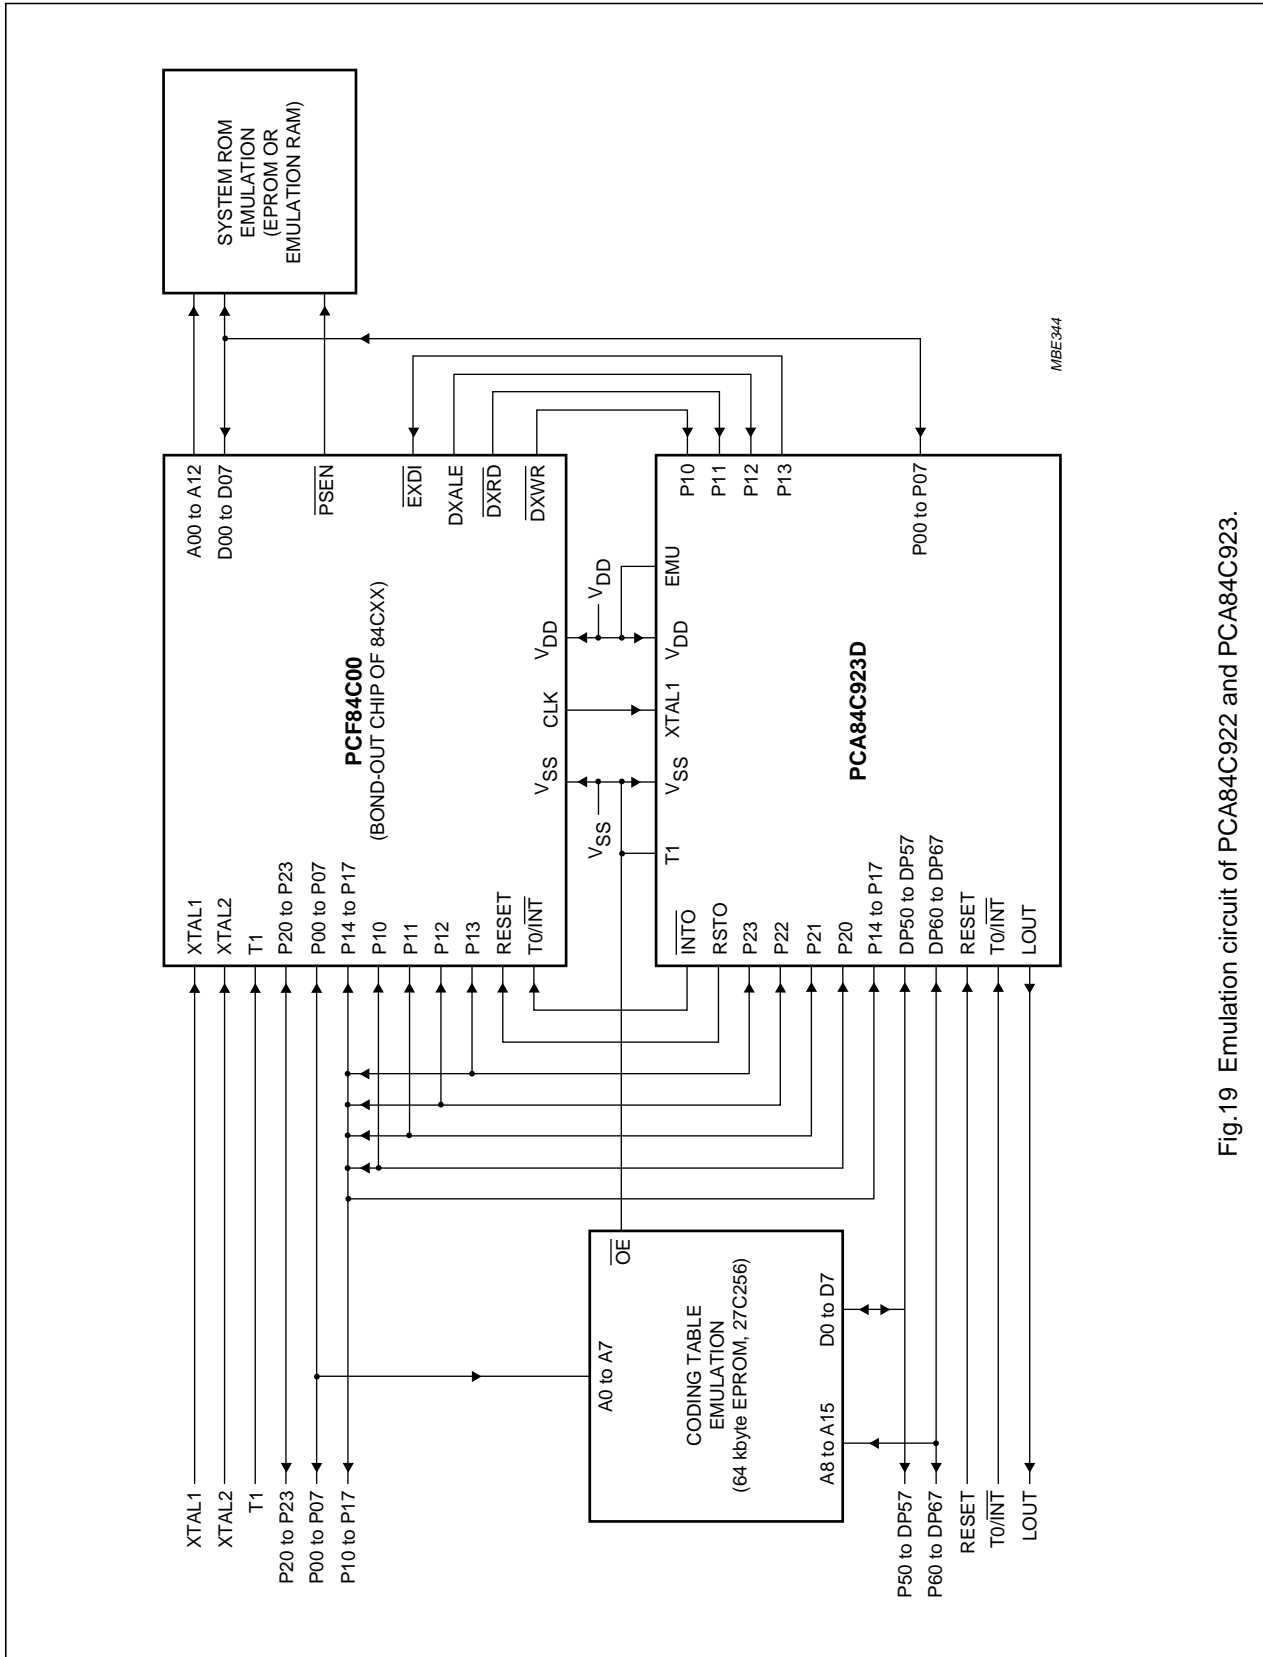 XTAL1
XTAL2
T1
P20 to P23
P00 to P07
P10 to P17
P50 to DP57
P60 to DP67
RESET
T0/INT
LOUT
CODING TABLE
EMULATION
(64 kbyte EPROM, 27C256)
A0 to A7
OE
A8 to A15
D0 to D7
XTAL1
XTAL2
T1
P20 to P23
P00 to P07
P14 to P17
P10
P11
P12
P13
RESET
T0/INT
PCF84C00
(BOND-OUT CHIP OF 84CXX)
VSS
CLK
VDD
A00 to A12
D00 to D07
PSEN
EXDI
DXALE
DXRD
DXWR
VSS
VDD
INTO
RSTO
P23
P22
P21
P20
P14 to P17
DP50 to DP57
DP60 to DP67
RESET
T0/INT
LOUT
T1
VSS
XTAL1
VDD
EMU
PCA84C923D
P10
P11
P12
P13
P00 to P07
SYSTEM ROM
EMULATION
(EPROM OR
EMULATION RAM)
MBE344
Fig.19 Emulation circuit of PCA84C922 and PCA84C923.